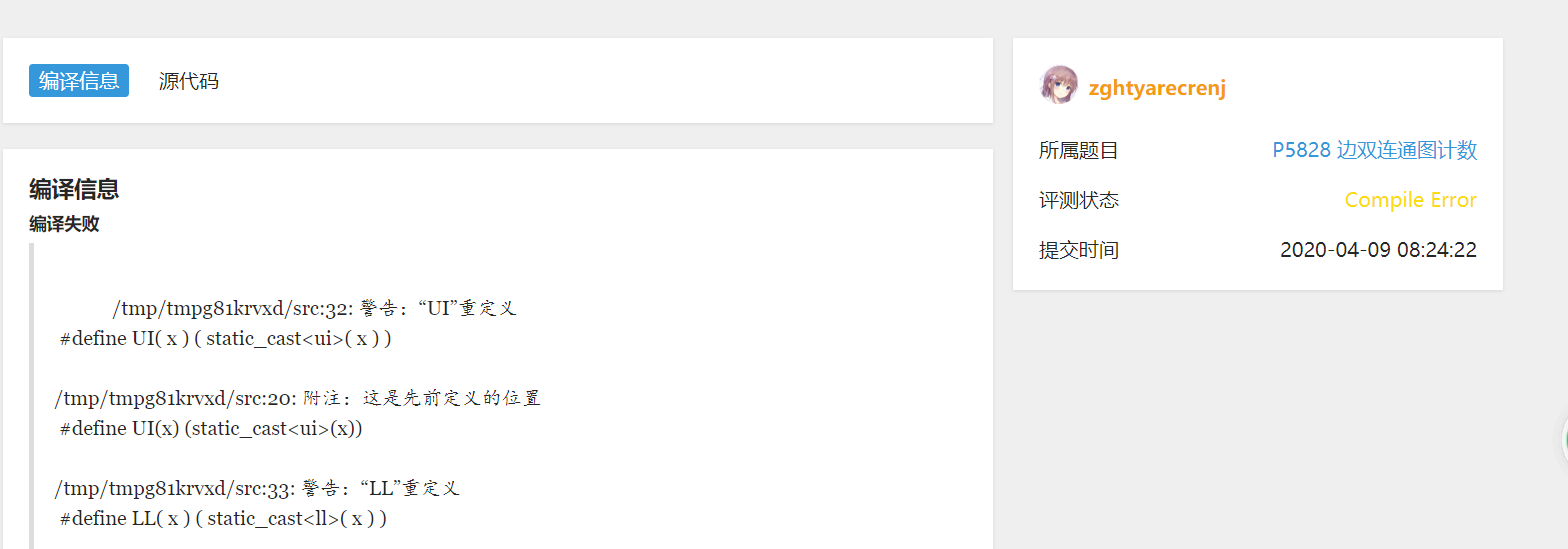 编译信息
源代码
编译信息
编译失败
/tmp/tmpg81krvxd/src:32: 警告：“UI”重定义
#define UI( x ) ( static_cast<ui>( x ) )
/tmp/tmpg81krvxd/src:20: 附注：这是先前定义的位置
#define UI(x) (static_cast<ui>(x))
/tmp/tmpg81krvxd/src:33: 警告：“LL”重定义
#define LL( x ) ( static_cast<ll>( x ) )
zghtyarecrenj
所属题目 P5828 边双连通图计数
评测状态 Compile Error
提交时间 2020-04-09 08:24:22